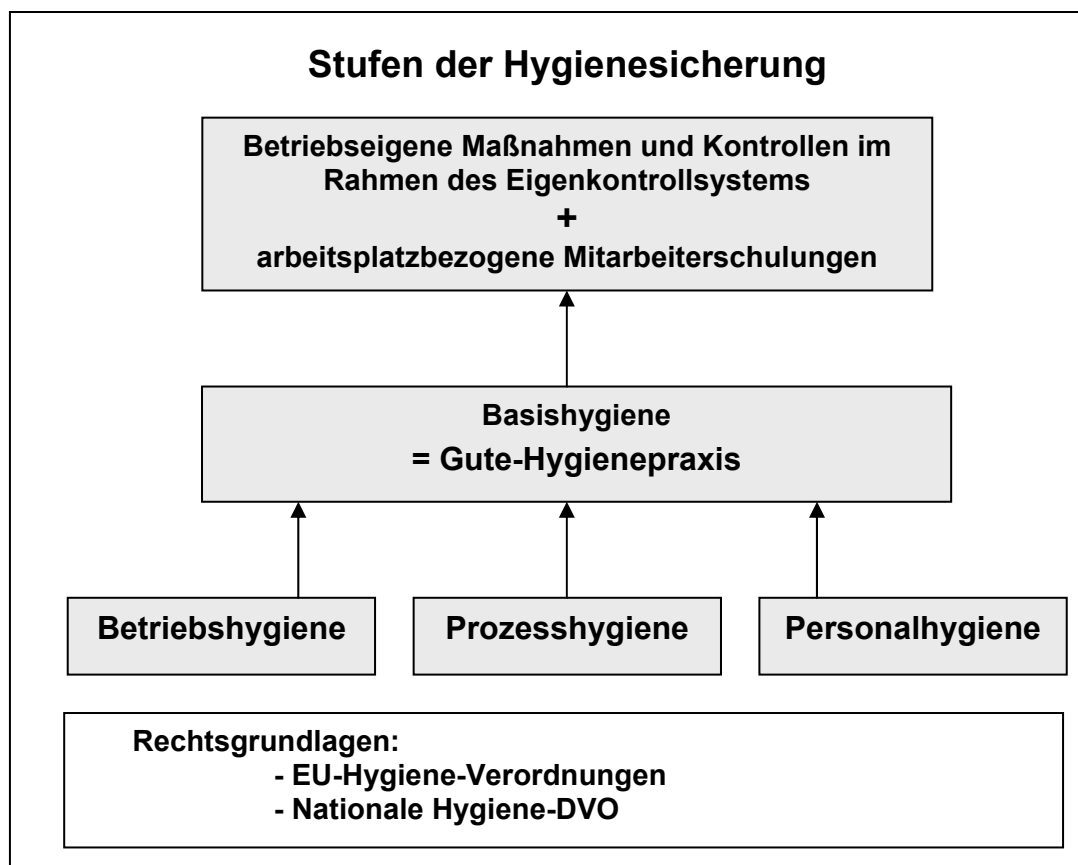 Stufen der Hygienesicherung
Betriebseigene Maßnahmen und Kontrollen im
Rahmen des Eigenkontrollsystems
+
arbeitsplatzbezogene Mitarbeiterschulungen
Basishygiene
= Gute-Hygienepraxis
Betriebshygiene
Prozesshygiene
Personalhygiene
Rechtsgrundlagen:
- EU-Hygiene-Verordnungen
- Nationale Hygiene-DVO